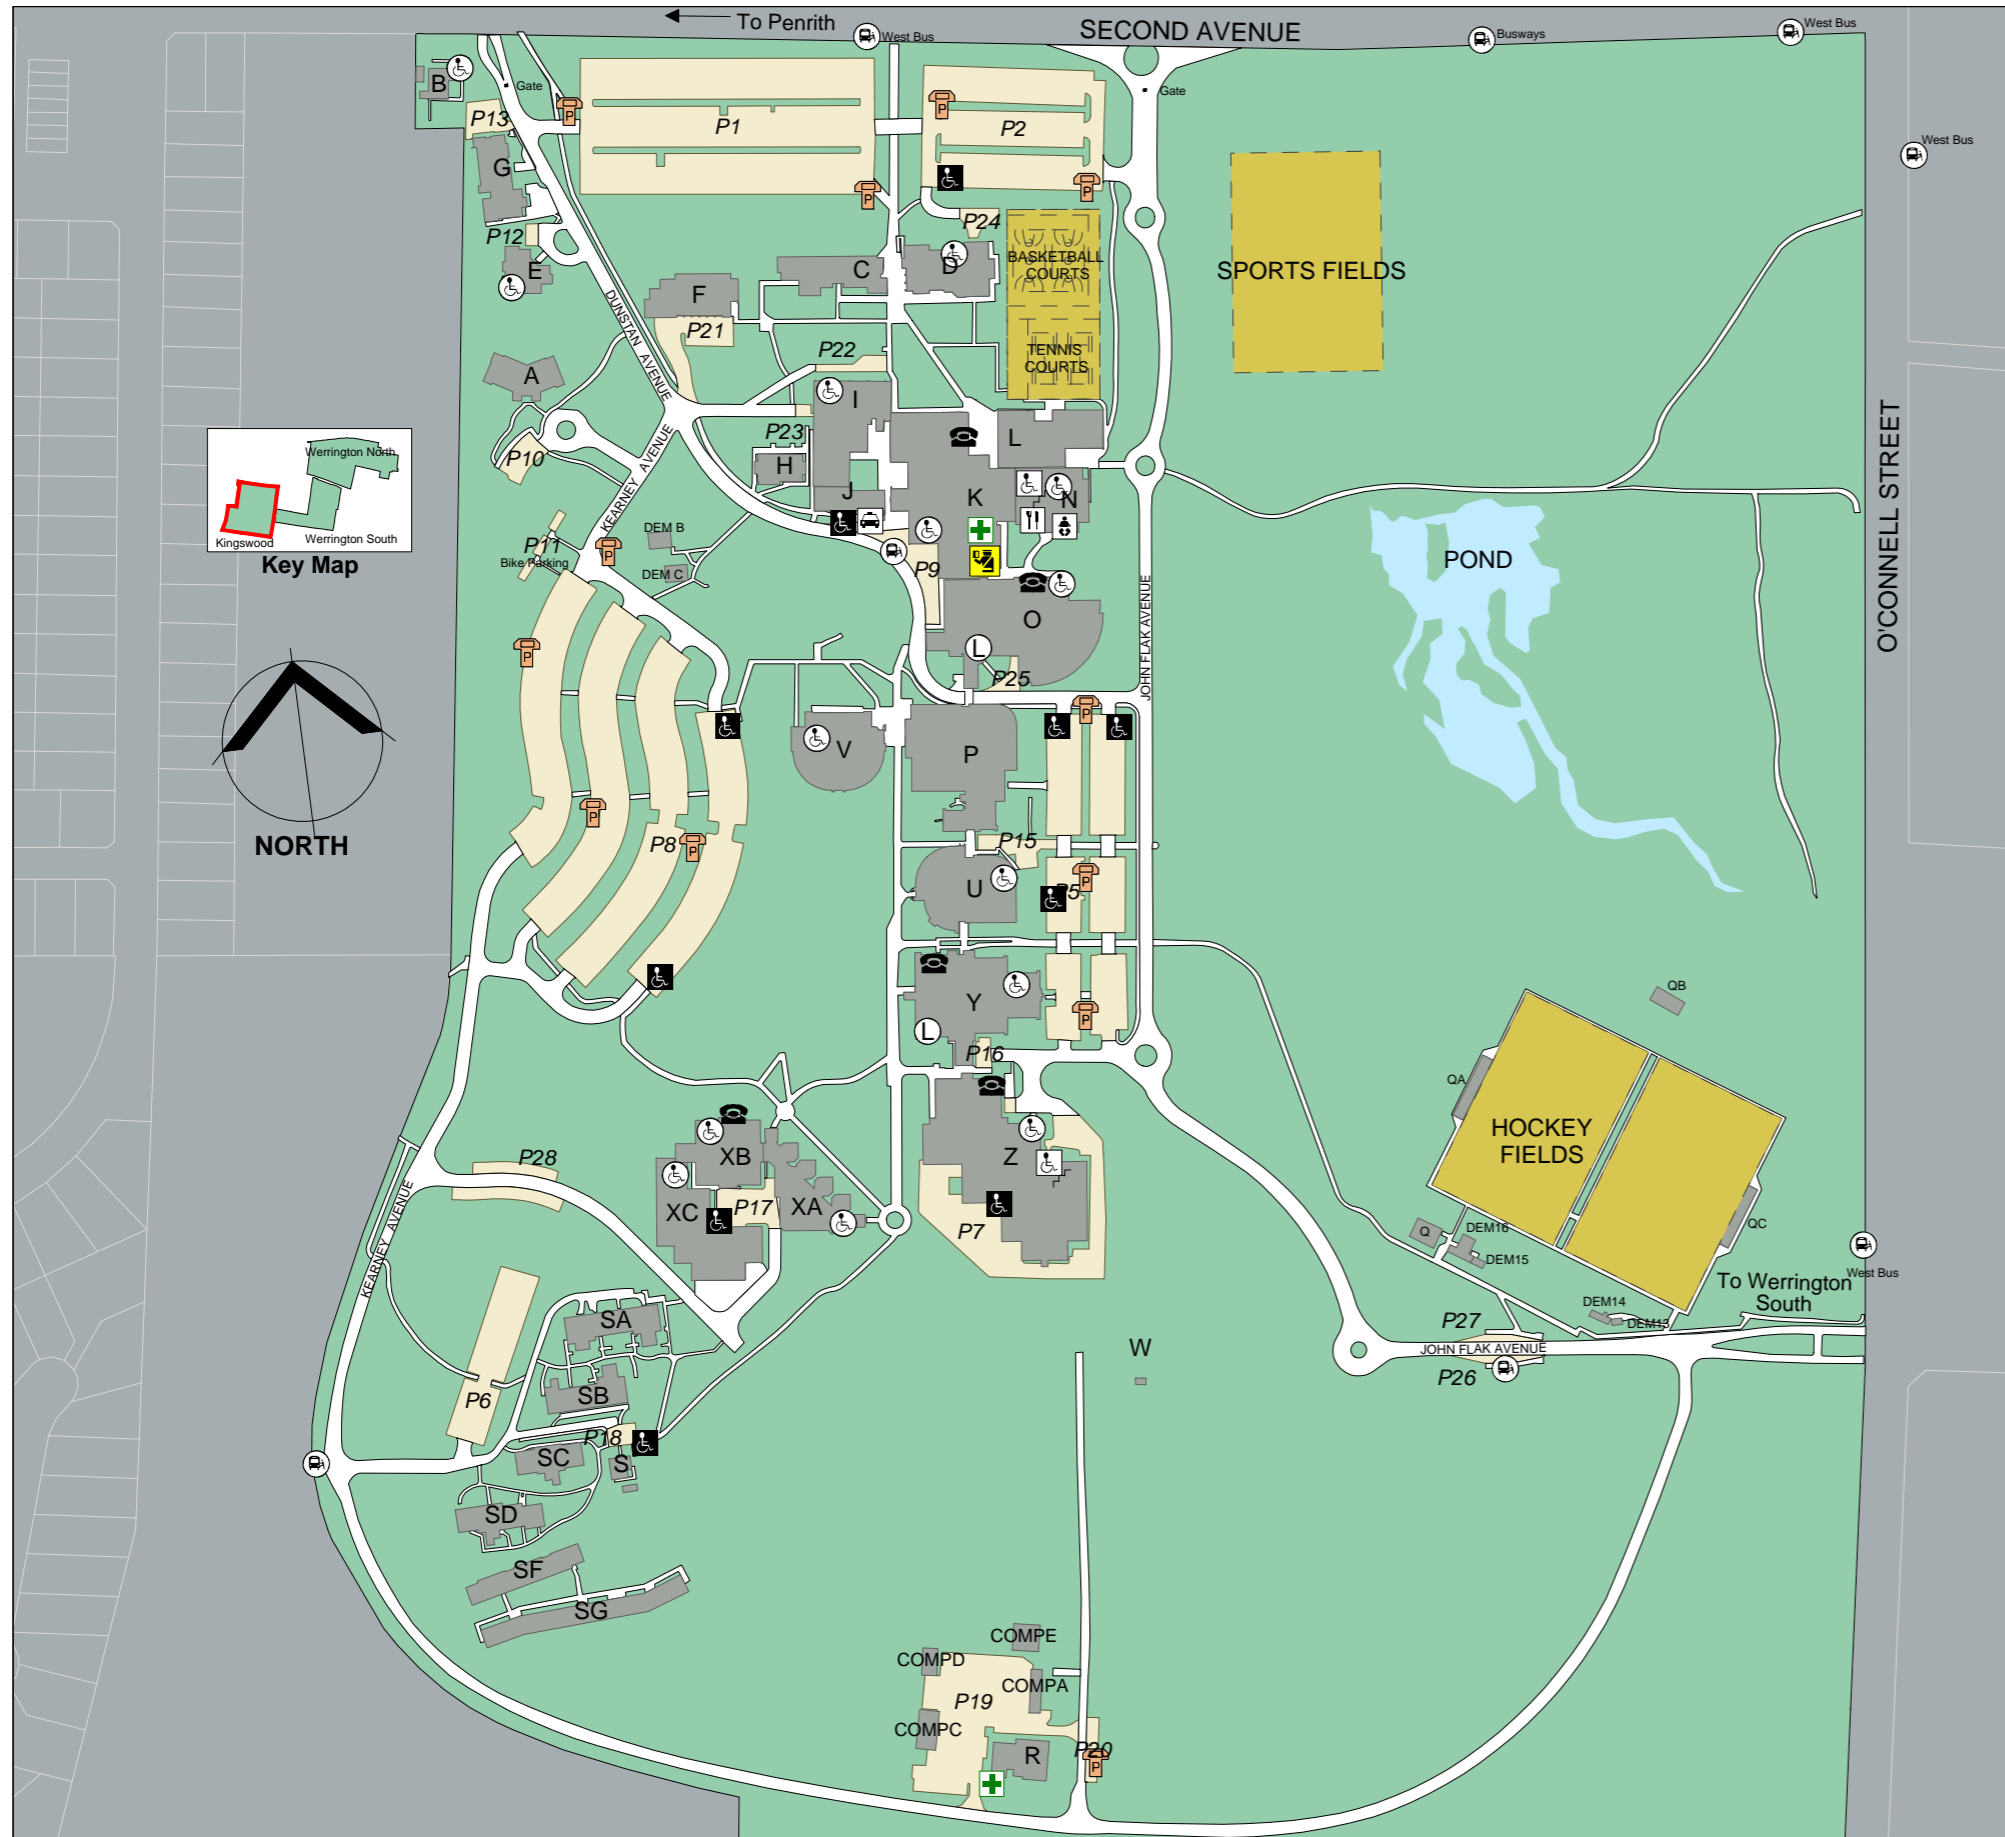 To Penrith
West Bus
SECOND AVENUE
Busways
West Bus
B
Gate
Gate
P13
P1
P2
West Bus
G
P24
P12
E
C
D
BASKETBALL
COURTS
SPORTS FIELDS
F
DUNSTAN AVENUE
P21
P22
TENNIS
COURTS
A
I
P23
L
P10
H
KEARNEY AVENUE
J
K
N
O'CONNELL STREET
Werrington North
Kingswood
Werrington South
Key Map
DEM B
P11
Bike Parking
DEM C
P9
POND
O
L
P25
JOHN FLAK AVENUE
V
P
NORTH
P8
P15
U
P5
Y
L
P16
QB
QA
HOCKEY
FIELDS
P28
XB
Z
XC
P17
XA
P7
KEARNEY AVENUE
Q
DEM16
DEM15
QC
West Bus
To Werrington
South
DEM14
DEM13
P27
JOHN FLAK AVENUE
P26
SA
W
SB
P6
P18
SC
S
SD
SF
SG
COMPE
COMPD
COMPA
P19
COMPC
R
P20
P
P
P
P
P
P
P
P
P
P
P
P
P